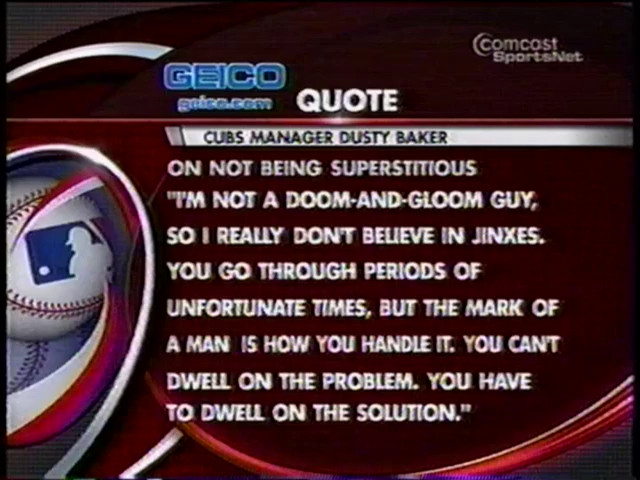 Comcast
SportsNet
GEICO
geico.com
QUOTE
CUBS MANAGER DUSTY BAKER
ON NOT BEING SUPERSTITIOUS
"I'M NOT A DOOM-AND-GLOOM GUY,
SO I REALLY DON'T BELIEVE IN JINXES.
YOU GO THROUGH PERIODS OF
UNFORTUNATE TIMES, BUT THE MARK OF
A MAN IS HOW YOU HANDLE IT. YOU CAN'T
DWELL ON THE PROBLEM. YOU HAVE
TO DWELL ON THE SOLUTION."